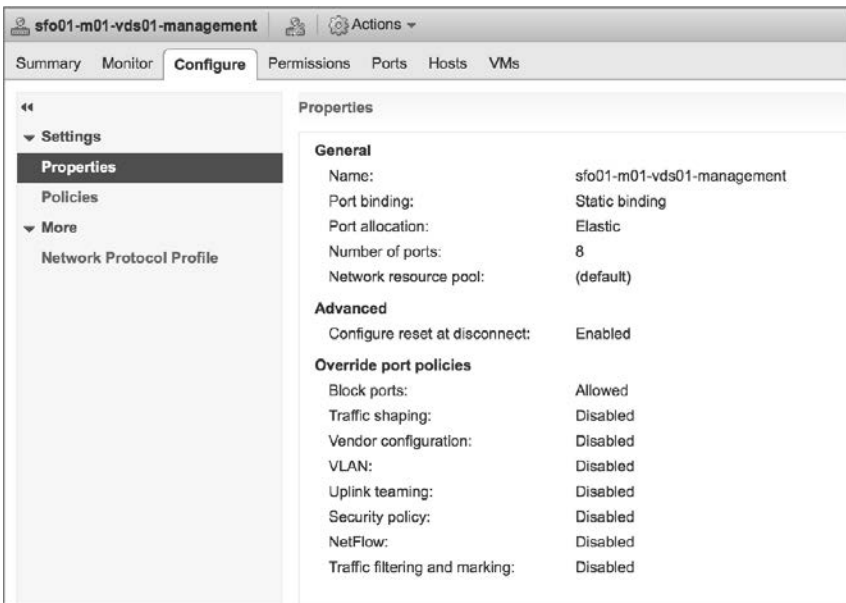 sfo01-m01-vds01-management Actions
Summary Monitor Configure Permissions Ports Hosts VMs
Settings
Properties
Policies
More
Network Protocol Profile
Properties
General
Name: sfo01-m01-vds01-management
Port binding: Static binding
Port allocation: Elastic
Number of ports: 8
Network resource pool: (default)
Advanced
Configure reset at disconnect: Enabled
Override port policies
Block ports: Allowed
Traffic shaping: Disabled
Vendor configuration: Disabled
VLAN: Disabled
Uplink teaming: Disabled
Security policy: Disabled
NetFlow: Disabled
Traffic filtering and marking: Disabled